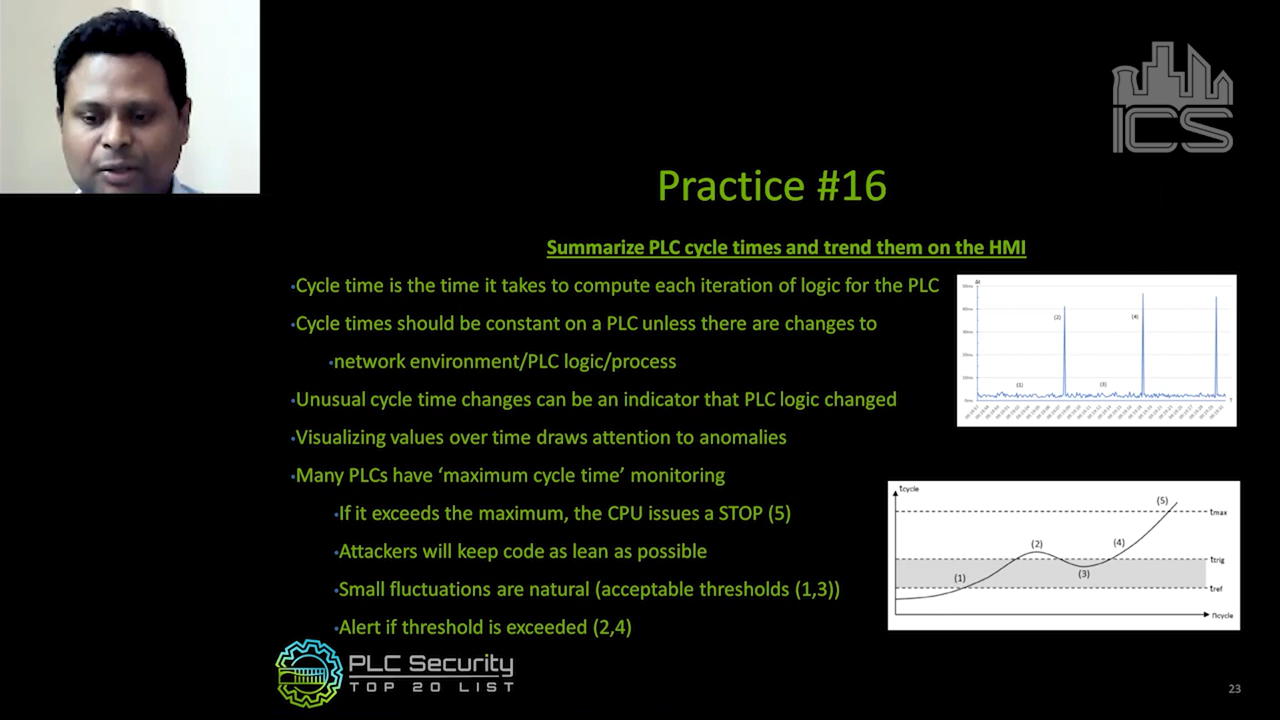 ICS
Practice #16
Summarize PLC cycle times and trend them on the HMI
•Cycle time is the time it takes to compute each iteration of logic for the PLC
•Cycle times should be constant on a PLC unless there are changes to
•network environment/PLC logic/process
•Unusual cycle time changes can be an indicator that PLC logic changed
•Visualizing values over time draws attention to anomalies
•Many PLCs have ‘maximum cycle time’ monitoring
•If it exceeds the maximum, the CPU issues a STOP (5)
•Attackers will keep code as lean as possible
•Small fluctuations are natural (acceptable thresholds (1,3))
•Alert if threshold is exceeded (2,4)
Δt
(2)
(4)
(1)
(3)
tcycle
(5)
tmax
(2)
(4)
ttrig
(3)
(1)
tref
ncycle
PLC Security
TOP 20 LIST
23